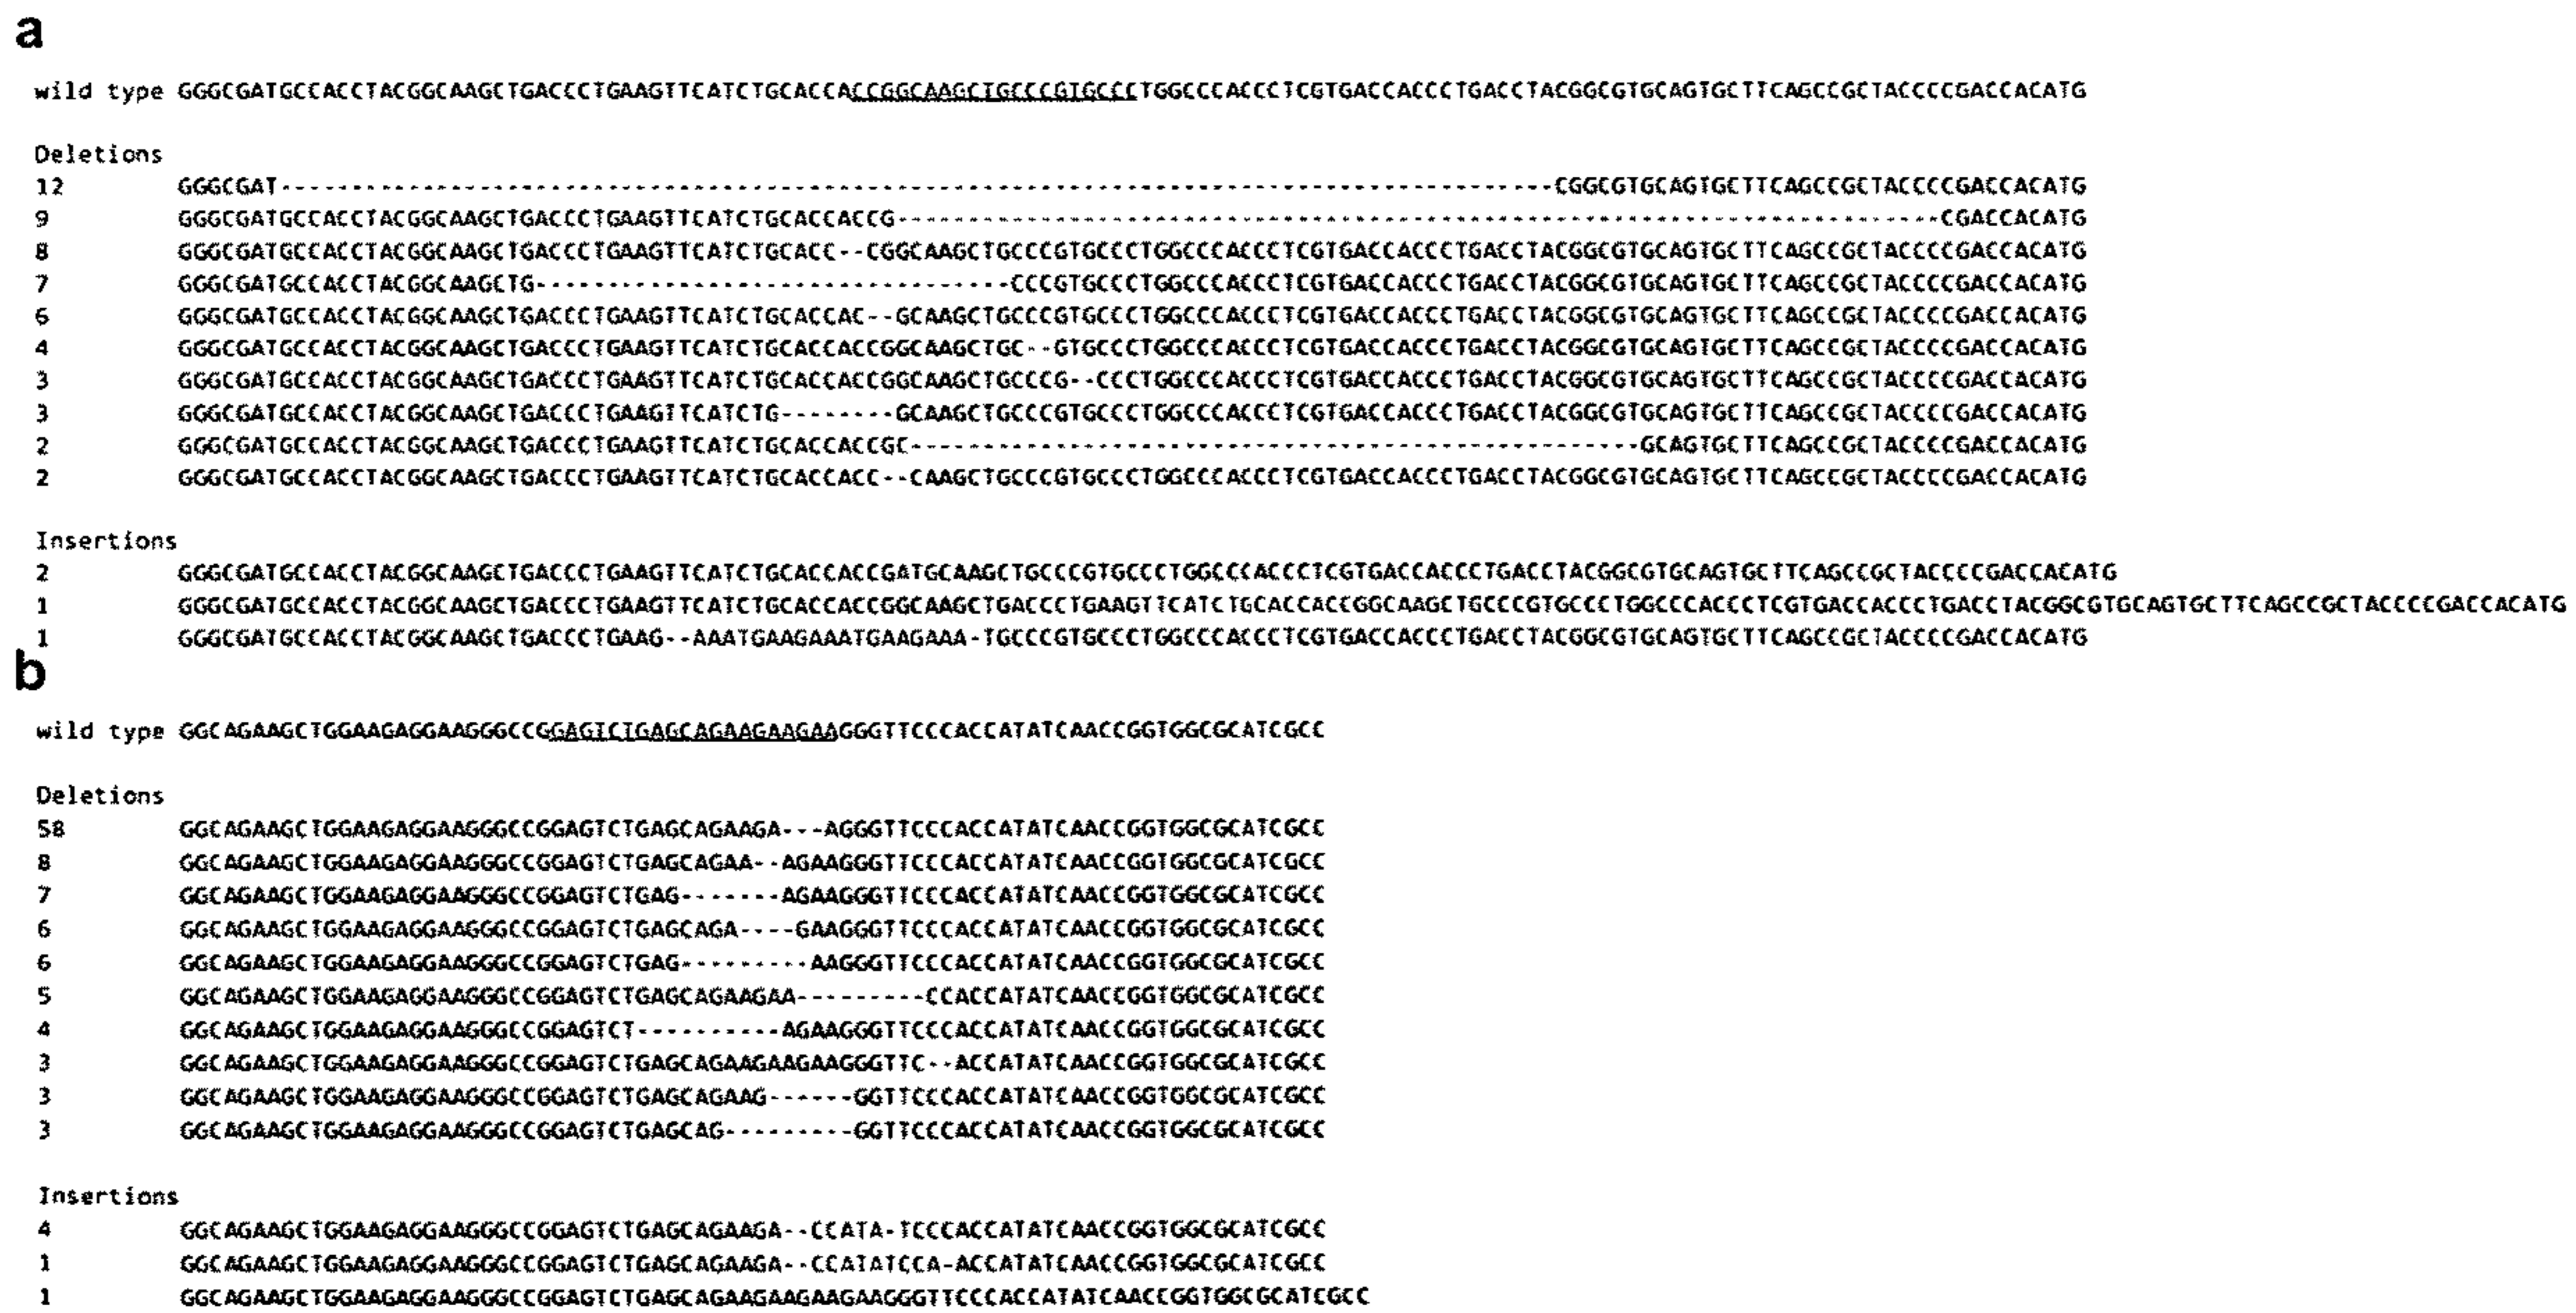 a
wild type GGGCGATGCCACCTACGGCAAGCTGACCCTGAAGTTCATCTGCACCACCGGCAAGCTGCCCGTGCCCTGGCCCACCCTCGTGACCACCCTGACCTACGGCGTGCAGTGCTTCAGCCGCTACCCCGACCACATG
Deletions
12 GGGCGAT-----------------------------------------------------------------------------------------CGGCGTGCAGTGCTTCAGCCGCTACCCCGACCACATG
9 GGGCGATGCCACCTACGGCAAGCTGACCCTGAAGTTCATCTGCACCACCG-------------------------------------------------------------------------CGACCACATG
8 GGGCGATGCCACCTACGGCAAGCTGACCCTGAAGTTCATCTGCACC--CGGCAAGCTGCCCGTGCCCTGGCCCACCCTCGTGACCACCCTGACCTACGGCGTGCAGTGCTTCAGCCGCTACCCCGACCACATG
7 GGGCGATGCCACCTACGGCAAGCTG---------------------------------CCCGTGCCCTGGCCCACCCTCGTGACCACCCTGACCTACGGCGTGCAGTGCTTCAGCCGCTACCCCGACCACATG
6 GGGCGATGCCACCTACGGCAAGCTGACCCTGAAGTTCATCTGCACCAC--GCAAGCTGCCCGTGCCCTGGCCCACCCTCGTGACCACCCTGACCTACGGCGTGCAGTGCTTCAGCCGCTACCCCGACCACATG
4 GGGCGATGCCACCTACGGCAAGCTGACCCTGAAGTTCATCTGCACCACCGGCAAGCTGC--GTGCCCTGGCCCACCCTCGTGACCACCCTGACCTACGGCGTGCAGTGCTTCAGCCGCTACCCCGACCACATG
3 GGGCGATGCCACCTACGGCAAGCTGACCCTGAAGTTCATCTGCACCACCGGCAAGCTGCCCG--CCCTGGCCCACCCTCGTGACCACCCTGACCTACGGCGTGCAGTGCTTCAGCCGCTACCCCGACCACATG
3 GGGCGATGCCACCTACGGCAAGCTGACCCTGAAGTTCATCTG--------GCAAGCTGCCCGTGCCCTGGCCCACCCTCGTGACCACCCTGACCTACGGCGTGCAGTGCTTCAGCCGCTACCCCGACCACATG
2 GGGCGATGCCACCTACGGCAAGCTGACCCTGAAGTTCATCTGCACCACCGC---------------------------------------------------GCAGTGCTTCAGCCGCTACCCCGACCACATG
2 GGGCGATGCCACCTACGGCAAGCTGACCCTGAAGTTCATCTGCACCACC--CAAGCTGCCCGTGCCCTGGCCCACCCTCGTGACCACCCTGACCTACGGCGTGCAGTGCTTCAGCCGCTACCCCGACCACATG
Insertions
2 GGGCGATGCCACCTACGGCAAGCTGACCCTGAAGTTCATCTGCACCACCGATGCAAGCTGCCCGTGCCCTGGCCCACCCTCGTGACCACCCTGACCTACGGCGTGCAGTGCTTCAGCCGCTACCCCGACCACATG
1 GGGCGATGCCACCTACGGCAAGCTGACCCTGAAGTTCATCTGCACCACCGGCAAGCTGACCCTGAAGTTCATCTGCACCACCGGCAAGCTGCCCGTGCCCTGGCCCACCCTCGTGACCACCCTGACCTACGGCGTGCAGTGCTTCAGCCGCTACCCCGACCACATG
1 GGGCGATGCCACCTACGGCAAGCTGACCCTGAAG--AAATGAAGAAATGAAGAAA-TGCCCGTGCCCTGGCCCACCCTCGTGACCACCCTGACCTACGGCGTGCAGTGCTTCAGCCGCTACCCCGACCACATG
b
wild type GGCAGAAGCTGGAAGAGGAAGGGCCGGAGTCTGAGCAGAAGAAGAAGGGTTCCCACCATATCAACCGGTGGCGCATCGCC
Deletions
58 GGCAGAAGCTGGAAGAGGAAGGGCCGGAGTCTGAGCAGAAGA---AGGGTTCCCACCATATCAACCGGTGGCGCATCGCC
8 GGCAGAAGCTGGAAGAGGAAGGGCCGGAGTCTGAGCAGAA--AGAAGGGTTCCCACCATATCAACCGGTGGCGCATCGCC
7 GGCAGAAGCTGGAAGAGGAAGGGCCGGAGTCTGAG-------AGAAGGGTTCCCACCATATCAACCGGTGGCGCATCGCC
6 GGCAGAAGCTGGAAGAGGAAGGGCCGGAGTCTGAGCAGA----GAAGGGTTCCCACCATATCAACCGGTGGCGCATCGCC
6 GGCAGAAGCTGGAAGAGGAAGGGCCGGAGTCTGAG---------AAGGGTTCCCACCATATCAACCGGTGGCGCATCGCC
5 GGCAGAAGCTGGAAGAGGAAGGGCCGGAGTCTGAGCAGAAGAA---------CCACCATATCAACCGGTGGCGCATCGCC
4 GGCAGAAGCTGGAAGAGGAAGGGCCGGAGTCT----------AGAAGGGTTCCCACCATATCAACCGGTGGCGCATCGCC
3 GGCAGAAGCTGGAAGAGGAAGGGCCGGAGTCTGAGCAGAAGAAGAAGGGTTC--ACCATATCAACCGGTGGCGCATCGCC
3 GGCAGAAGCTGGAAGAGGAAGGGCCGGAGTCTGAGCAGAAG------GGTTCCCACCATATCAACCGGTGGCGCATCGCC
3 GGCAGAAGCTGGAAGAGGAAGGGCCGGAGTCTGAGCAG---------GGTTCCCACCATATCAACCGGTGGCGCATCGCC
Insertions
4 GGCAGAAGCTGGAAGAGGAAGGGCCGGAGTCTGAGCAGAAGA--CCATA-TCCCACCATATCAACCGGTGGCGCATCGCC
1 GGCAGAAGCTGGAAGAGGAAGGGCCGGAGTCTGAGCAGAAGA--CCATATCCA-ACCATATCAACCGGTGGCGCATCGCC
1 GGCAGAAGCTGGAAGAGGAAGGGCCGGAGTCTGAGCAGAAGAAGAAGAAGGGTTCCCACCATATCAACCGGTGGCGCATCGCC